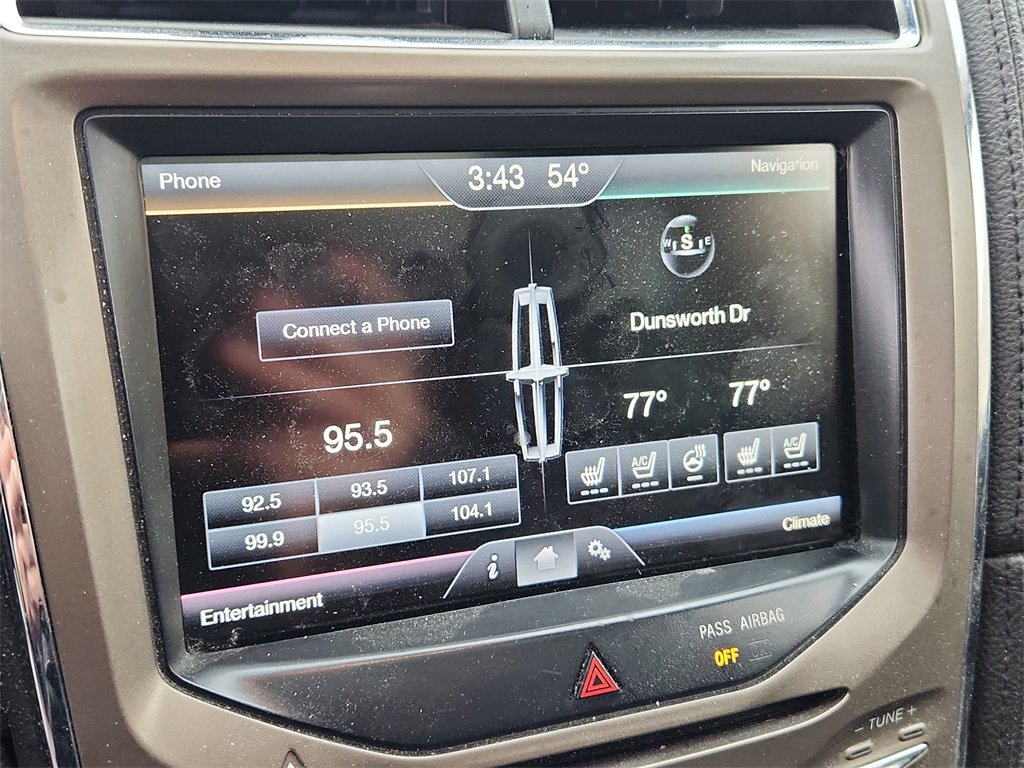 Phone
3:43 54°
Navigation
W S E
Connect a Phone
Dunsworth Dr
95.5
77° 77°
92.5 93.5 107.1
99.9 95.5 104.1
A/C A/C
Climate
i
Entertainment
PASS AIRBAG
OFF
- TUNE +